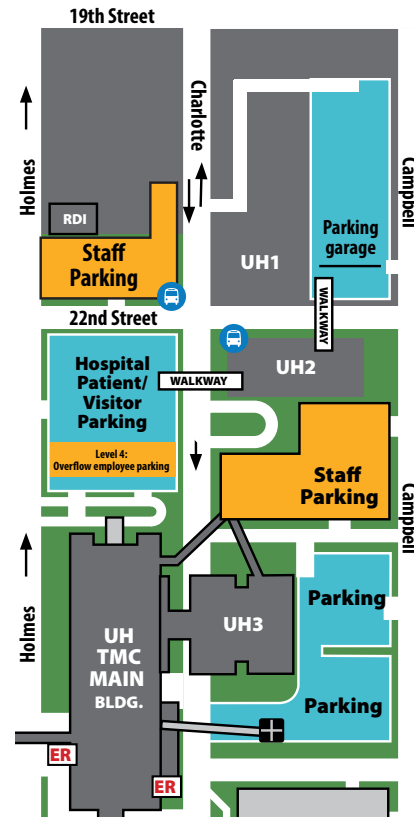 19th Street
Charlotte
Holmes
Campbell
RDI
Staff
Parking
UH1
Parking
garage
WALKWAY
22nd Street
Hospital
Patient/
Visitor
Parking
Level 4:
Overflow employee parking
WALKWAY
UH2
Staff
Parking
Campbell
Holmes
UH
TMC
MAIN
BLDG.
UH3
Parking
Parking
ER
ER